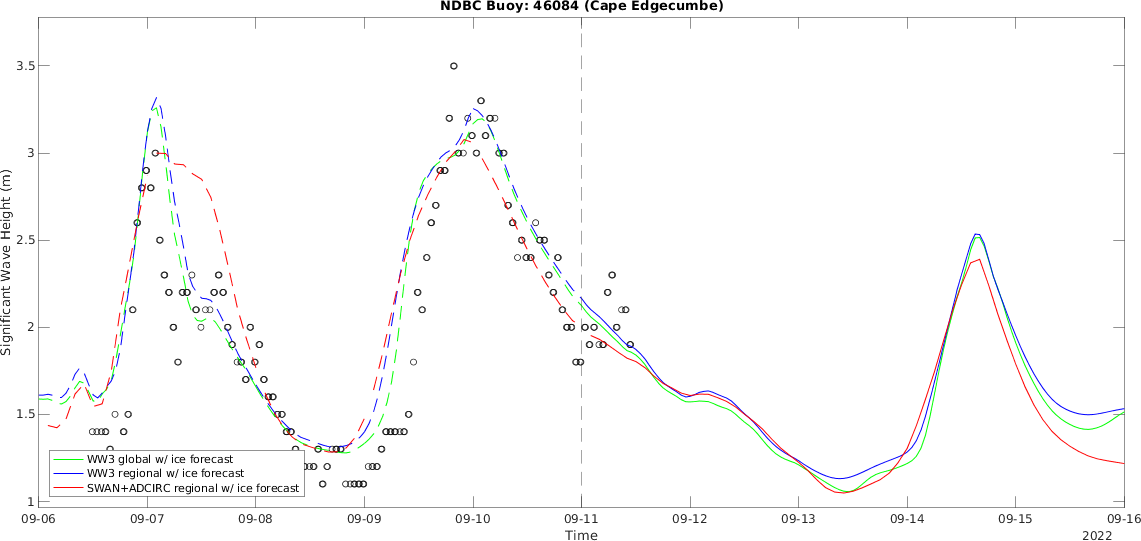 NDBC Buoy: 46084 (Cape Edgecumbe)
Significant Wave Height (m)
3.5
3
2.5
2
1.5
1
WW3 global w/ ice forecast
WW3 regional w/ ice forecast
SWAN+ADCIRC regional w/ ice forecast
09-06 09-07 09-08 09-09 09-10 09-11 09-12 09-13 09-14 09-15 09-16
Time
2022